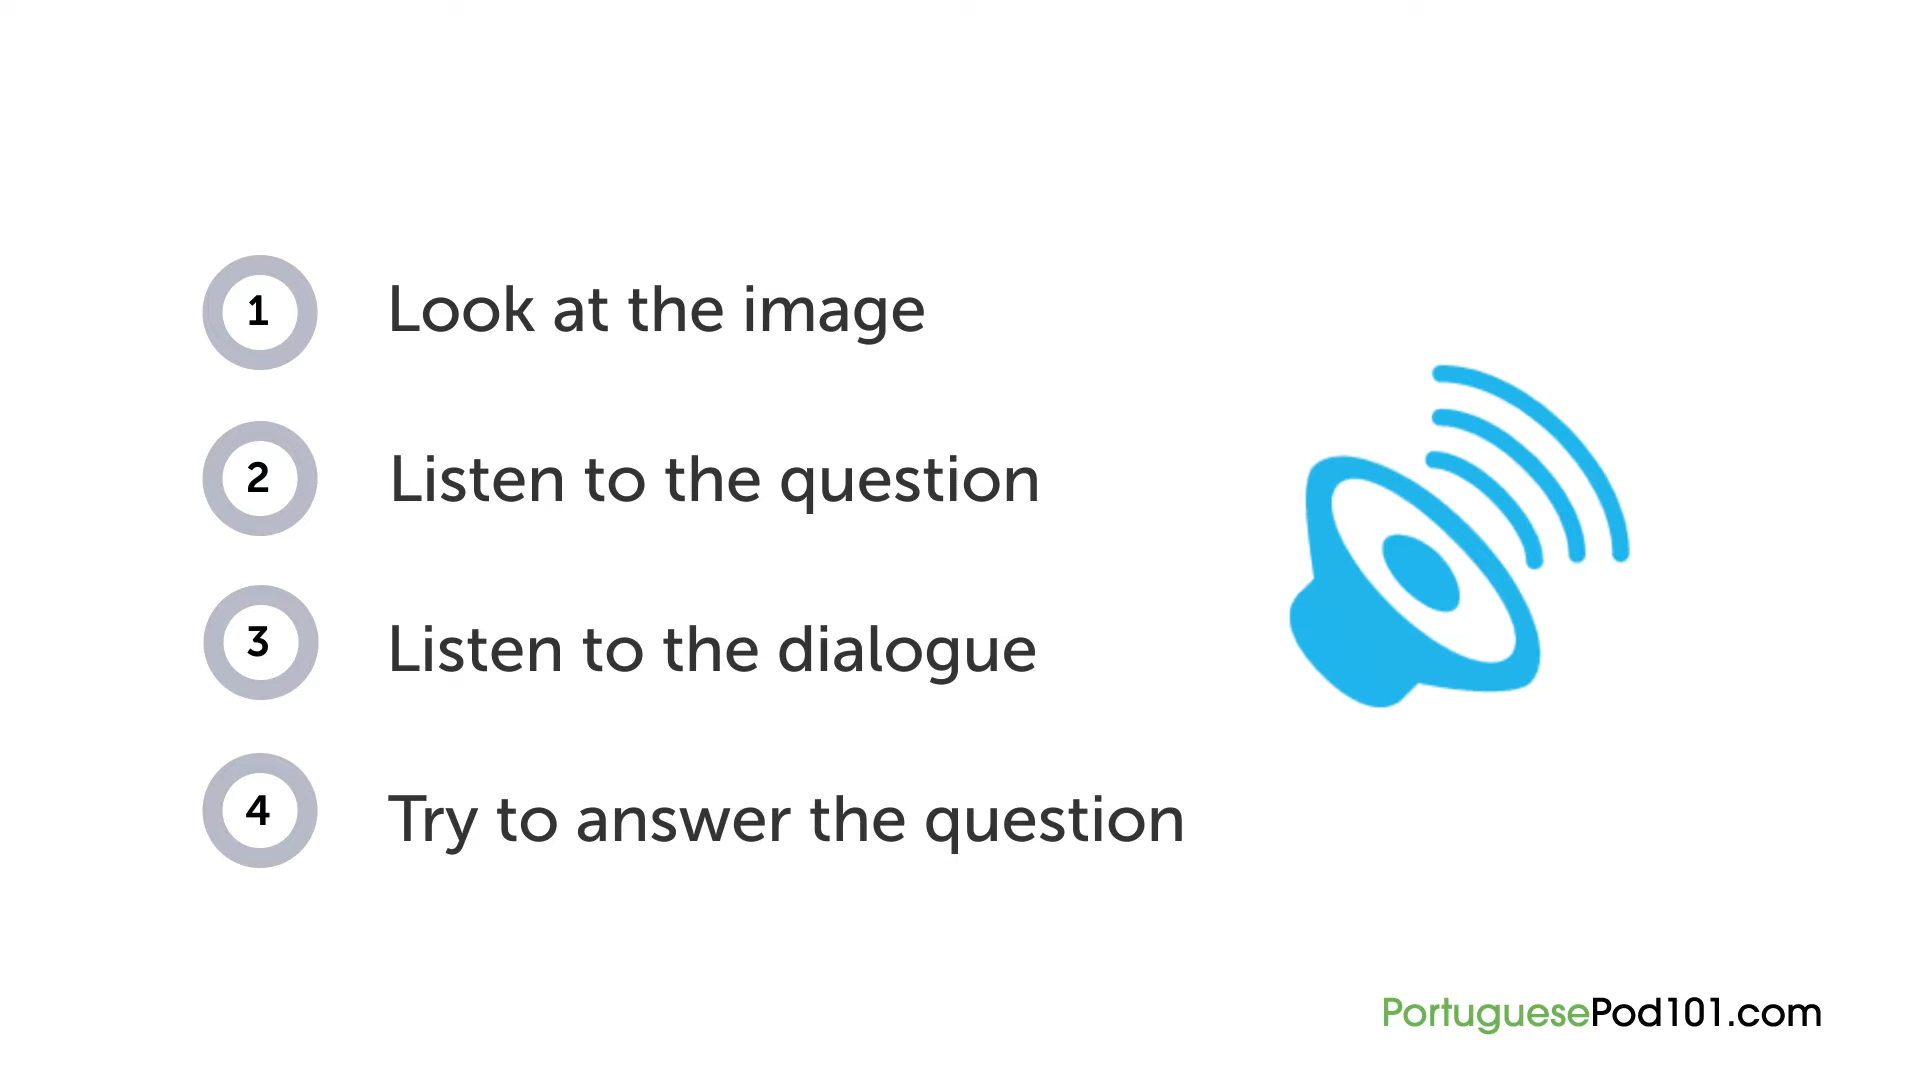 1 Look at the image
2 Listen to the question
3 Listen to the dialogue
4 Try to answer the question
PortuguesePod101.com